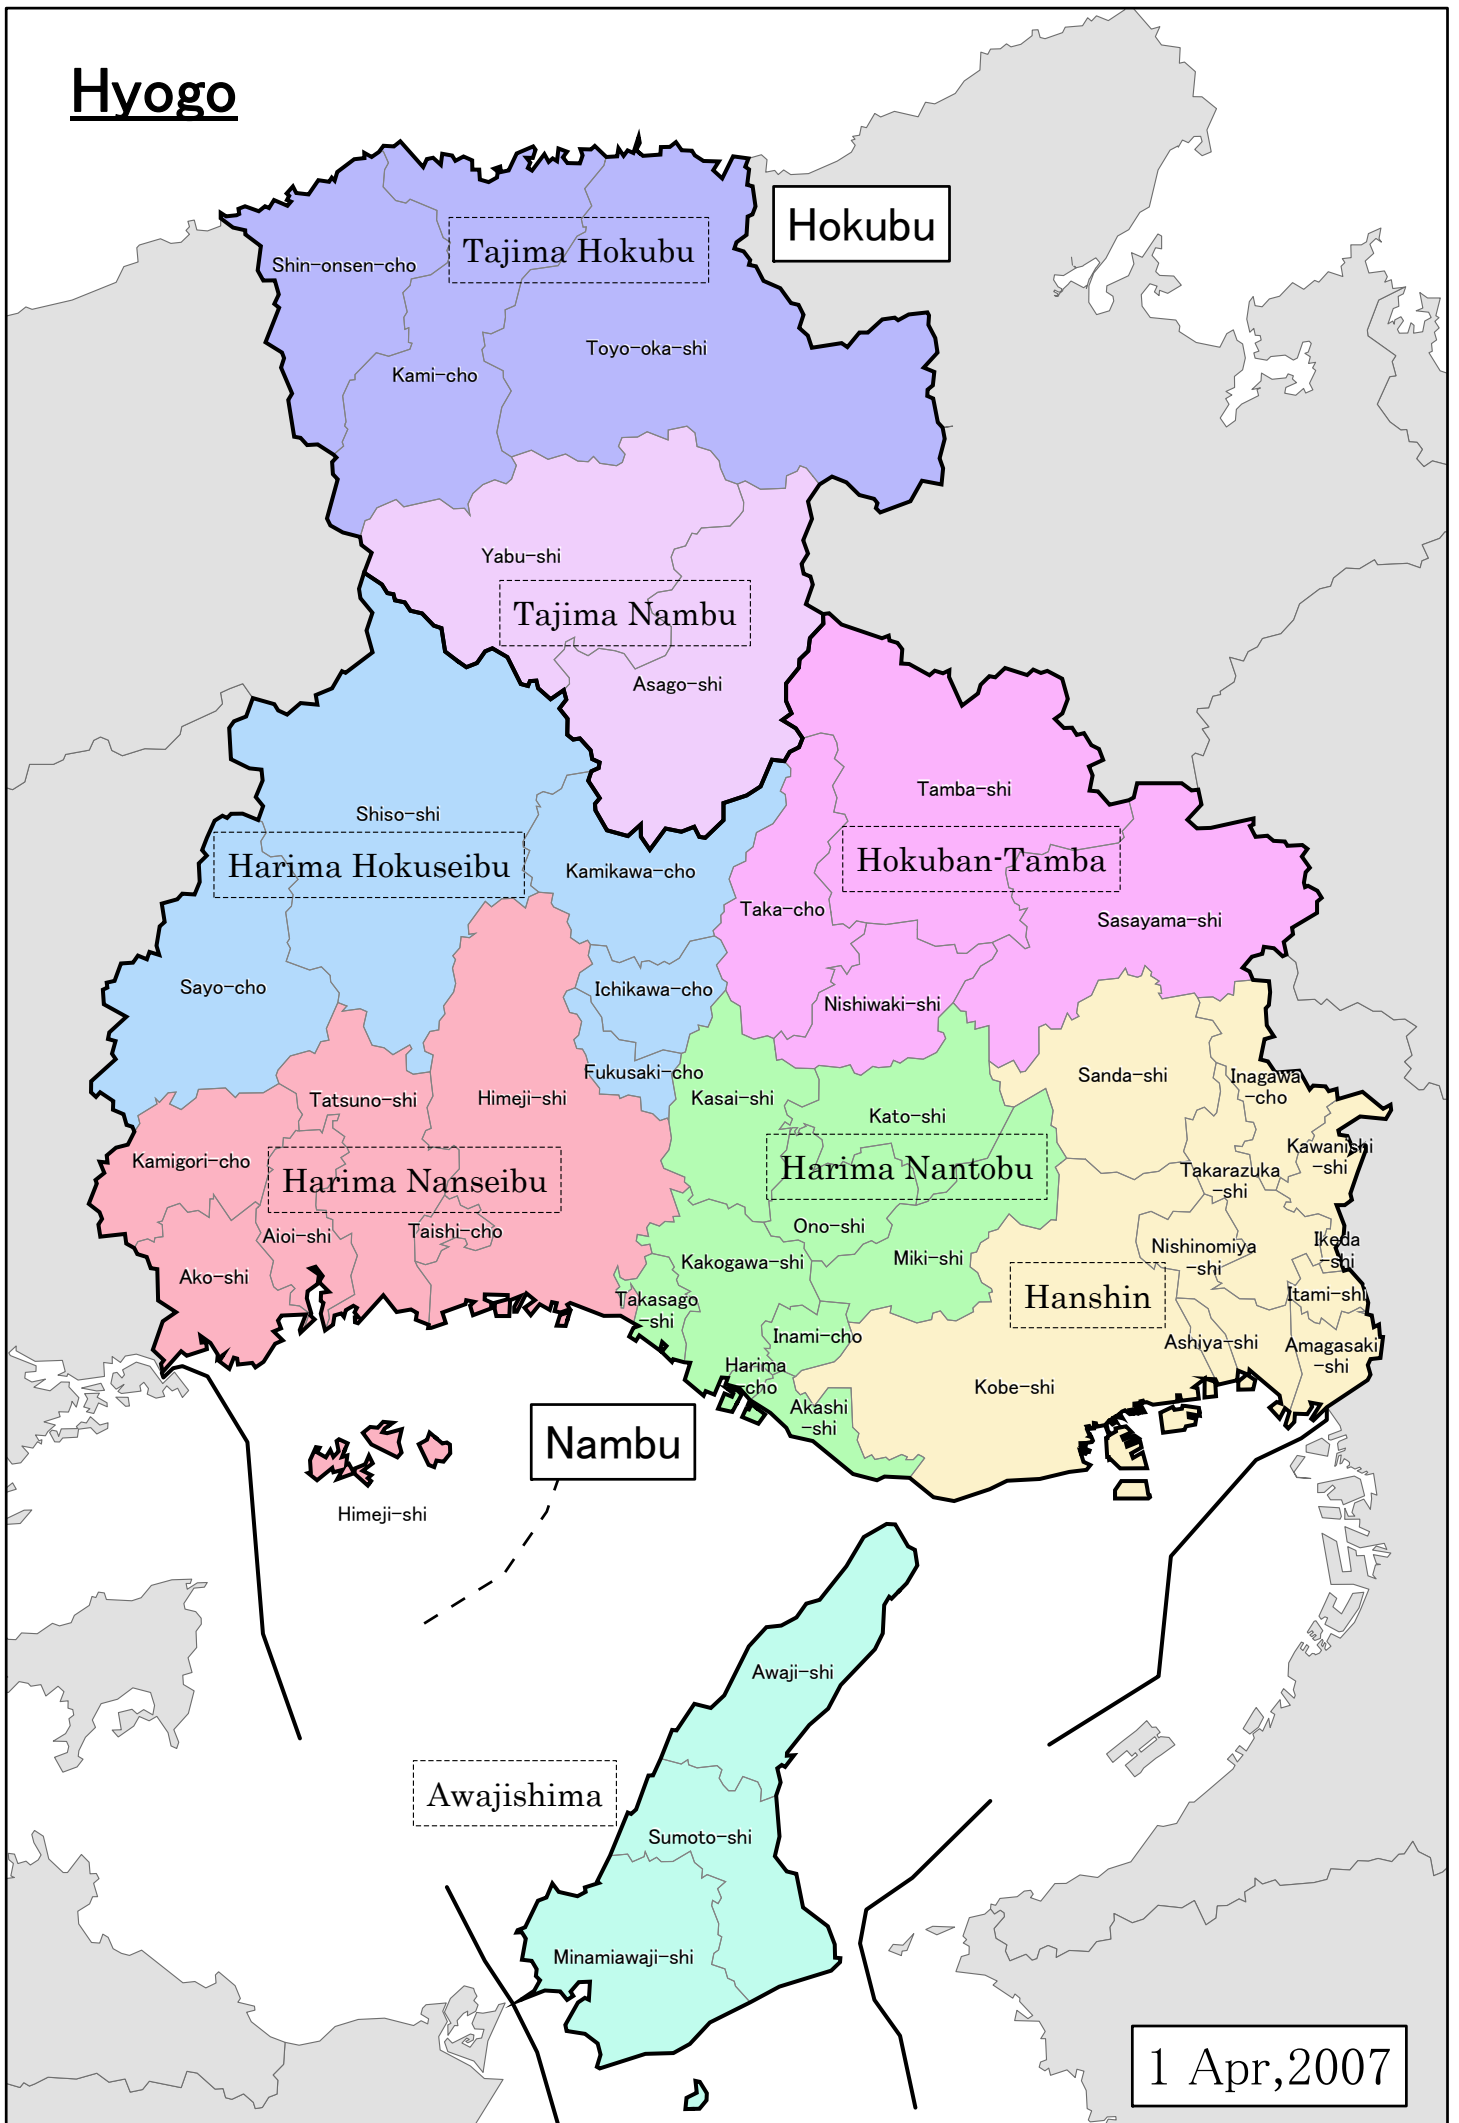 Hyogo
Hokubu
Tajima Hokubu
Shin-onsen-cho
Toyo-oka-shi
Kami-cho
Yabu-shi
Tajima Nambu
Asago-shi
Tamba-shi
Shiso-shi
Harima Hokuseibu
Kamikawa-cho
Hokuban-Tamba
Taka-cho
Sasayama-shi
Sayo-cho
Ichikawa-cho
Nishiwaki-shi
Fukusaki-cho
Sanda-shi
Inagawa
-cho
Tatsuno-shi
Himeji-shi
Kasai-shi
Kato-shi
Kawanishi
-shi
Kamigori-cho
Harima Nanseibu
Harima Nantobu
Takarazuka
-shi
Aioi-shi
Taishi-cho
Ono-shi
Ikeda
-shi
Nishinomiya
-shi
Miki-shi
Kakogawa-shi
Ako-shi
Takasago
-shi
Hanshin
Itami-shi
Inami-cho
Ashiya-shi
Amagasaki
-shi
Harima
-cho
Kobe-shi
Akashi
-shi
Nambu
Himeji-shi
Awaji-shi
Awajishima
Sumoto-shi
Minamiawaji-shi
1 Apr,2007